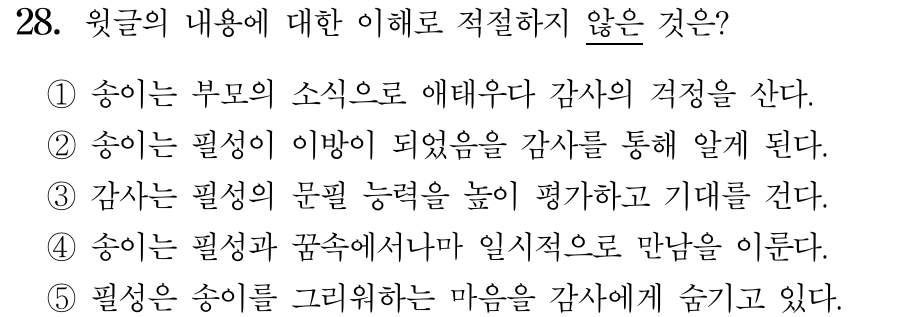 28. 윗글의 내용에 대한 이해로 적절하지 않은 것은?
① 송이는 부모의 소식으로 애태우다 감사의 걱정을 산다.
② 송이는 필성이 이방이 되었음을 감사를 통해 알게 된다.
③ 감사는 필성의 문필 능력을 높이 평가하고 기대를 건다.
④ 송이는 필성과 꿈속에서나마 일시적으로 만남을 이룬다.
⑤ 필성은 송이를 그리워하는 마음을 감사에게 숨기고 있다.